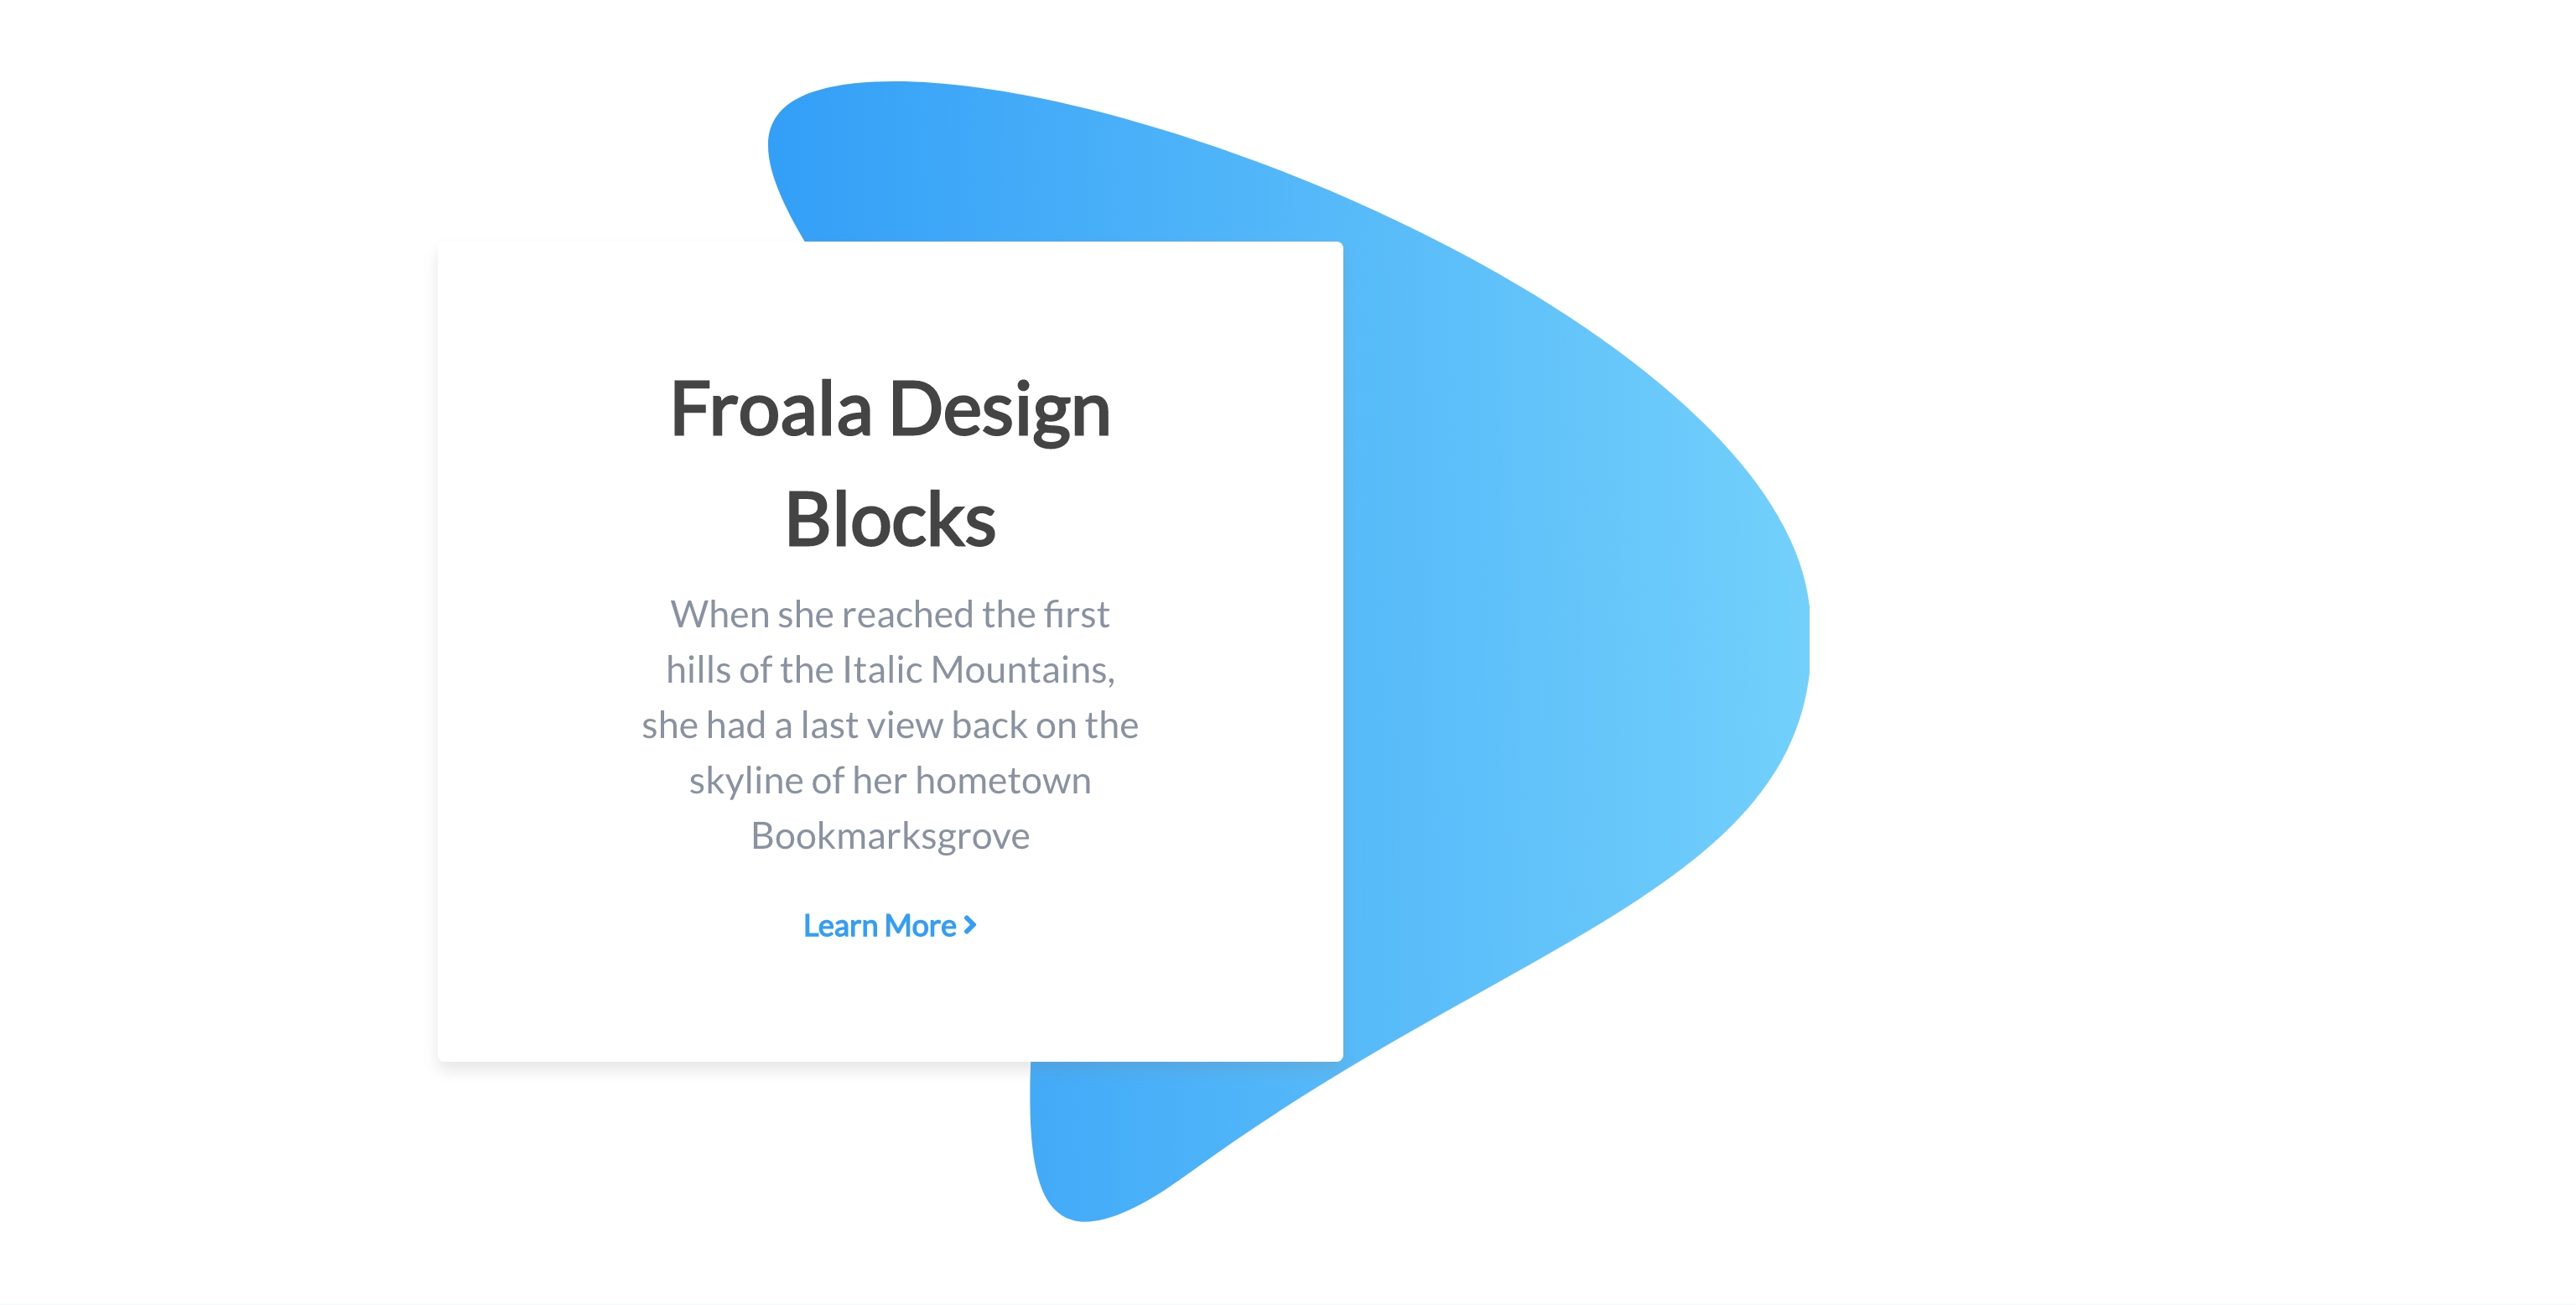 Froala Design
Blocks
When she reached the first
hills of the Italic Mountains,
she had a last view back on the
skyline of her hometown
Bookmarksgrove
Learn More